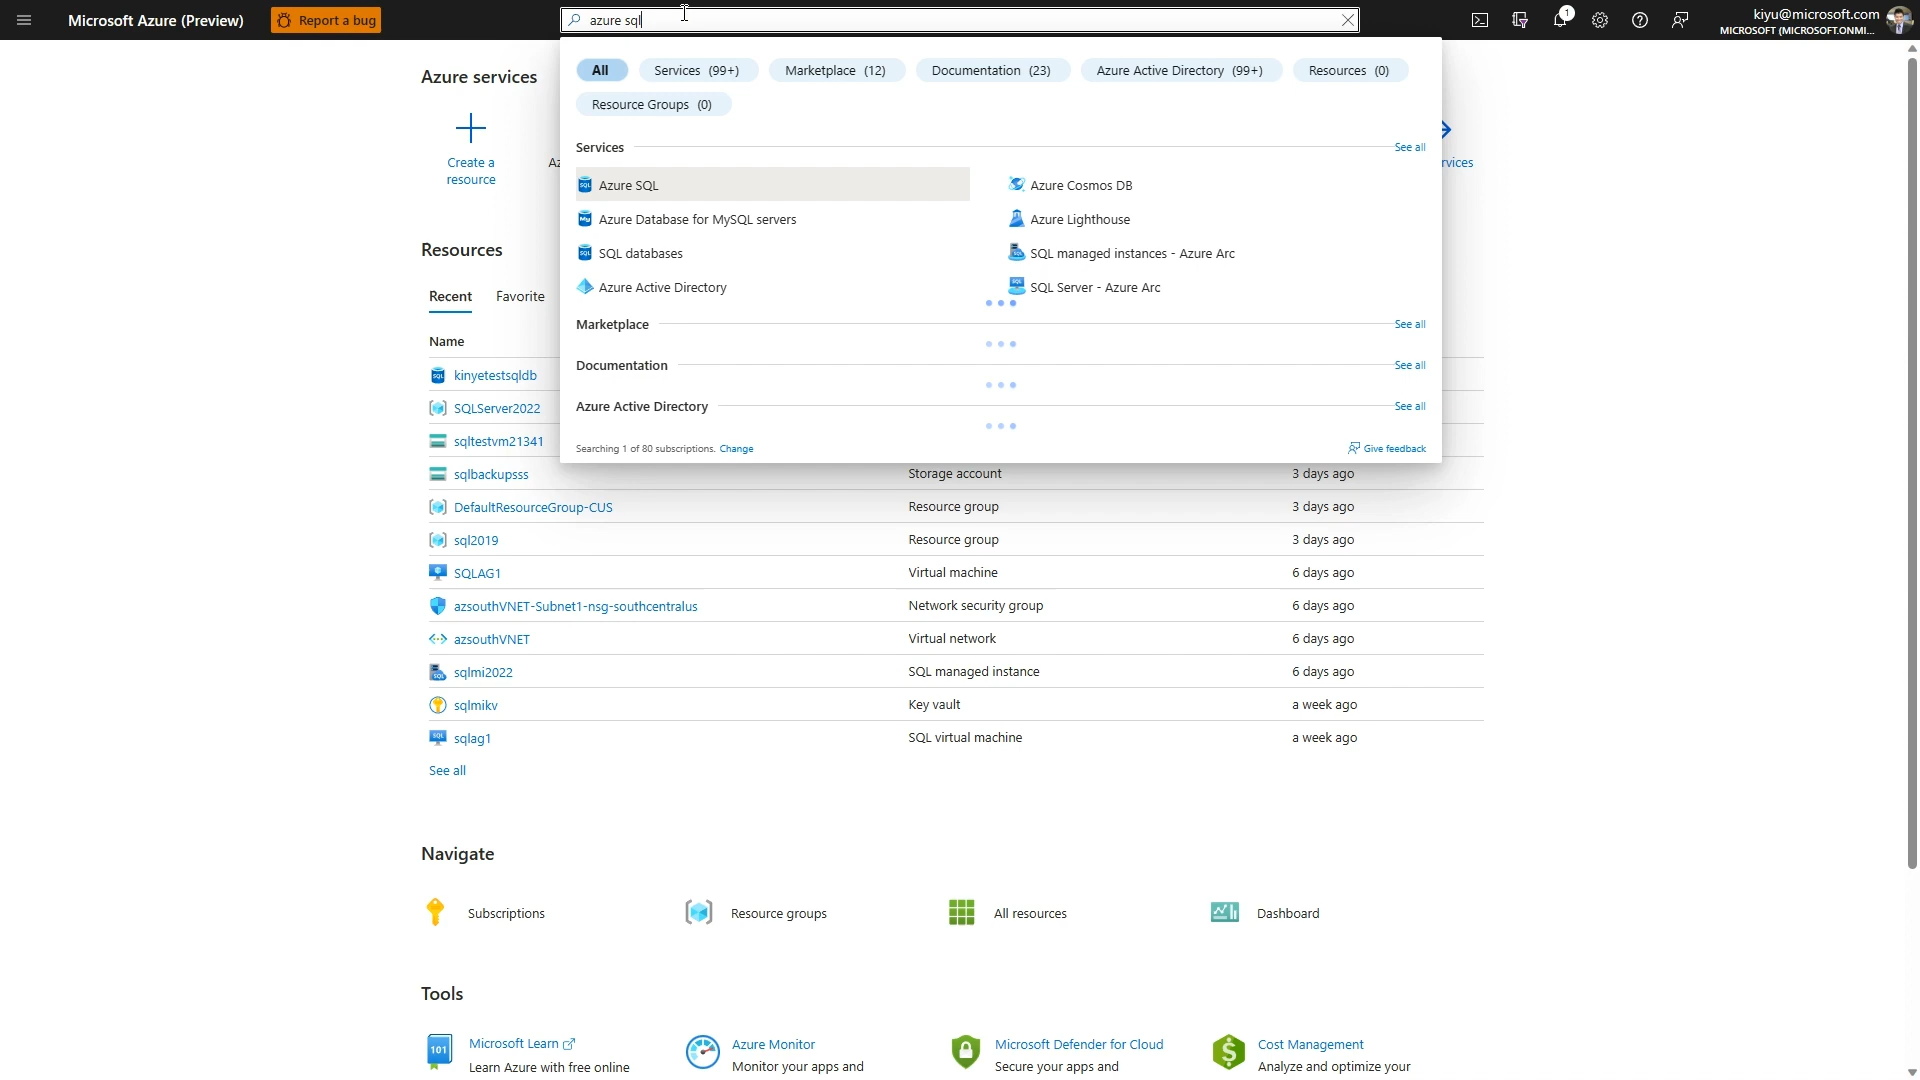 Microsoft Azure (Preview)
Report a bug
azure sql
1
kiyu@microsoft.com
MICROSOFT (MICROSOFT.ONMI...
All
Services (99+)
Marketplace (12)
Documentation (23)
Azure Active Directory (99+)
Resources (0)
Resource Groups (0)
Services
See all
Azure SQL
Azure Cosmos DB
Azure Database for MySQL servers
Azure Lighthouse
SQL databases
SQL managed instances - Azure Arc
Azure Active Directory
SQL Server - Azure Arc
Marketplace
See all
Documentation
See all
Azure Active Directory
See all
Searching 1 of 80 subscriptions. Change
Give feedback
Azure services
Create a
resource
Az
rvices
Resources
Recent
Favorite
Name
kinyetestsqldb
SQLServer2022
sqltestvm21341
sqlbackupsss
Storage account
3 days ago
DefaultResourceGroup-CUS
Resource group
3 days ago
sql2019
Resource group
3 days ago
SQLAG1
Virtual machine
6 days ago
azsouthVNET-Subnet1-nsg-southcentralus
Network security group
6 days ago
azsouthVNET
Virtual network
6 days ago
sqlmi2022
SQL managed instance
6 days ago
sqlmikv
Key vault
a week ago
sqlag1
SQL virtual machine
a week ago
See all
Navigate
Subscriptions
Resource groups
All resources
Dashboard
Tools
101
Microsoft Learn
Learn Azure with free online
Azure Monitor
Monitor your apps and
Microsoft Defender for Cloud
Secure your apps and
Cost Management
Analyze and optimize your